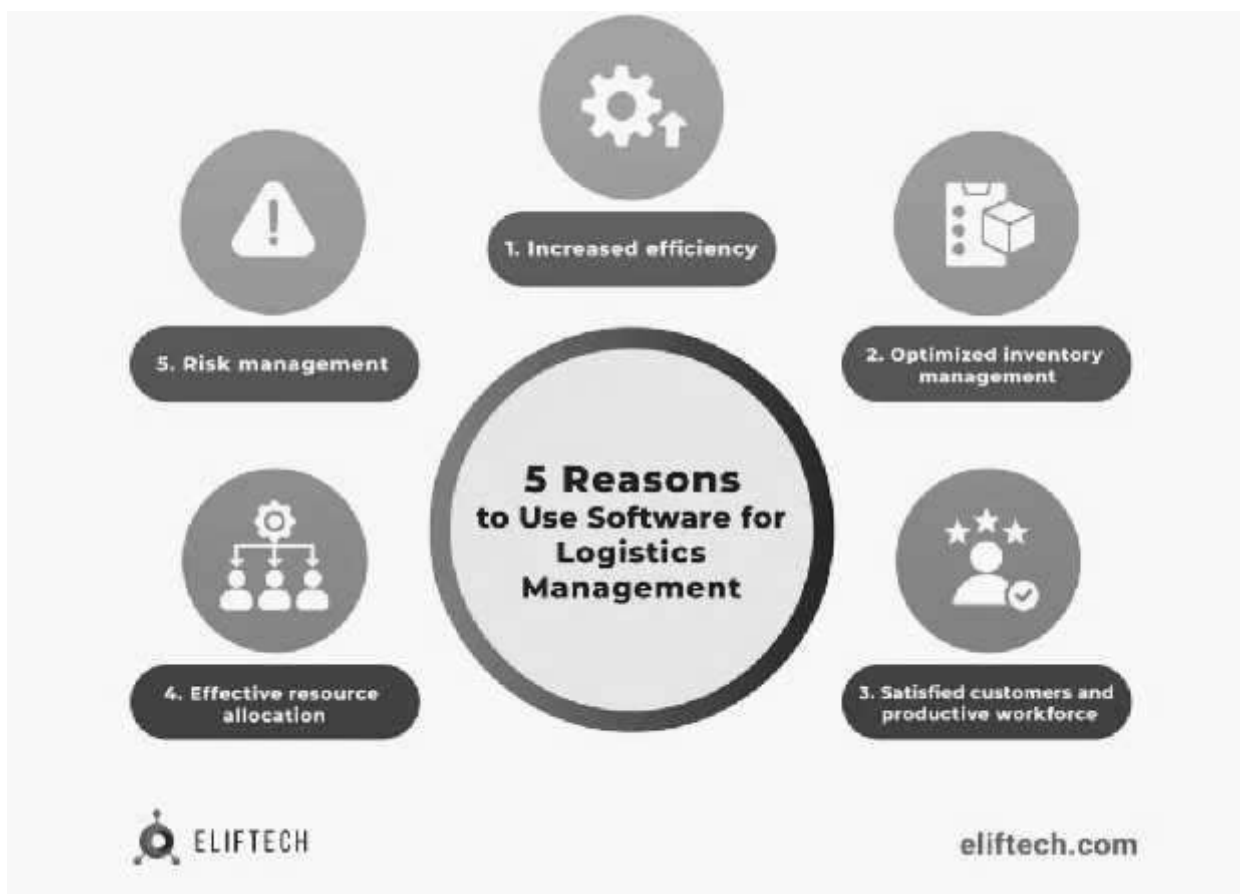 1. Increased efficiency
5. Risk management
2. Optimized inventory
management
5 Reasons
to Use Software for
Logistics
Management
4. Effective resource
allocation
3. Satisfied customers and
productive workforce
ELIFTECH
eliftech.com